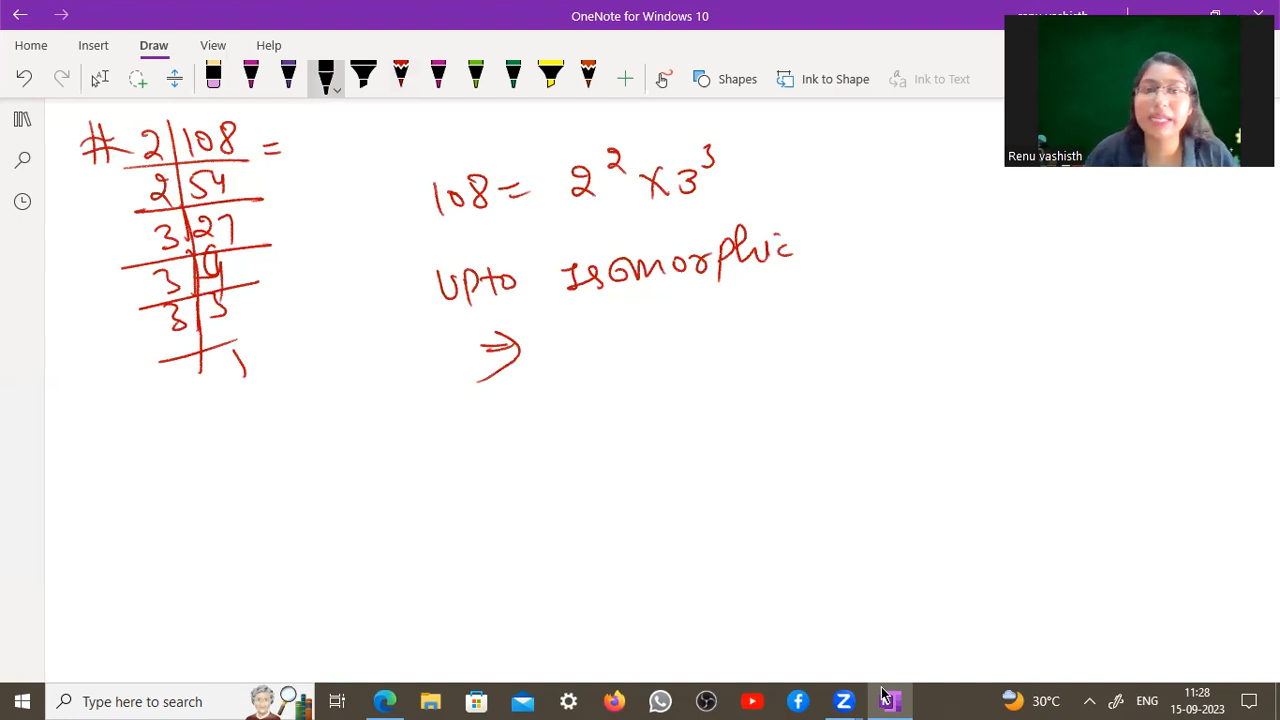 OneNote for Windows 10
renu vashisth
Home Insert Draw View Help
Shapes Ink to Shape Ink to Text
Renu vashisth
# 2 | 108 =
2 | 54
3 | 27
3 | 9
3 | 3
1
108 = 2² × 3³
Upto Isomorphic
⇒
Type here to search
30°C
ENG
11:28
15-09-2023